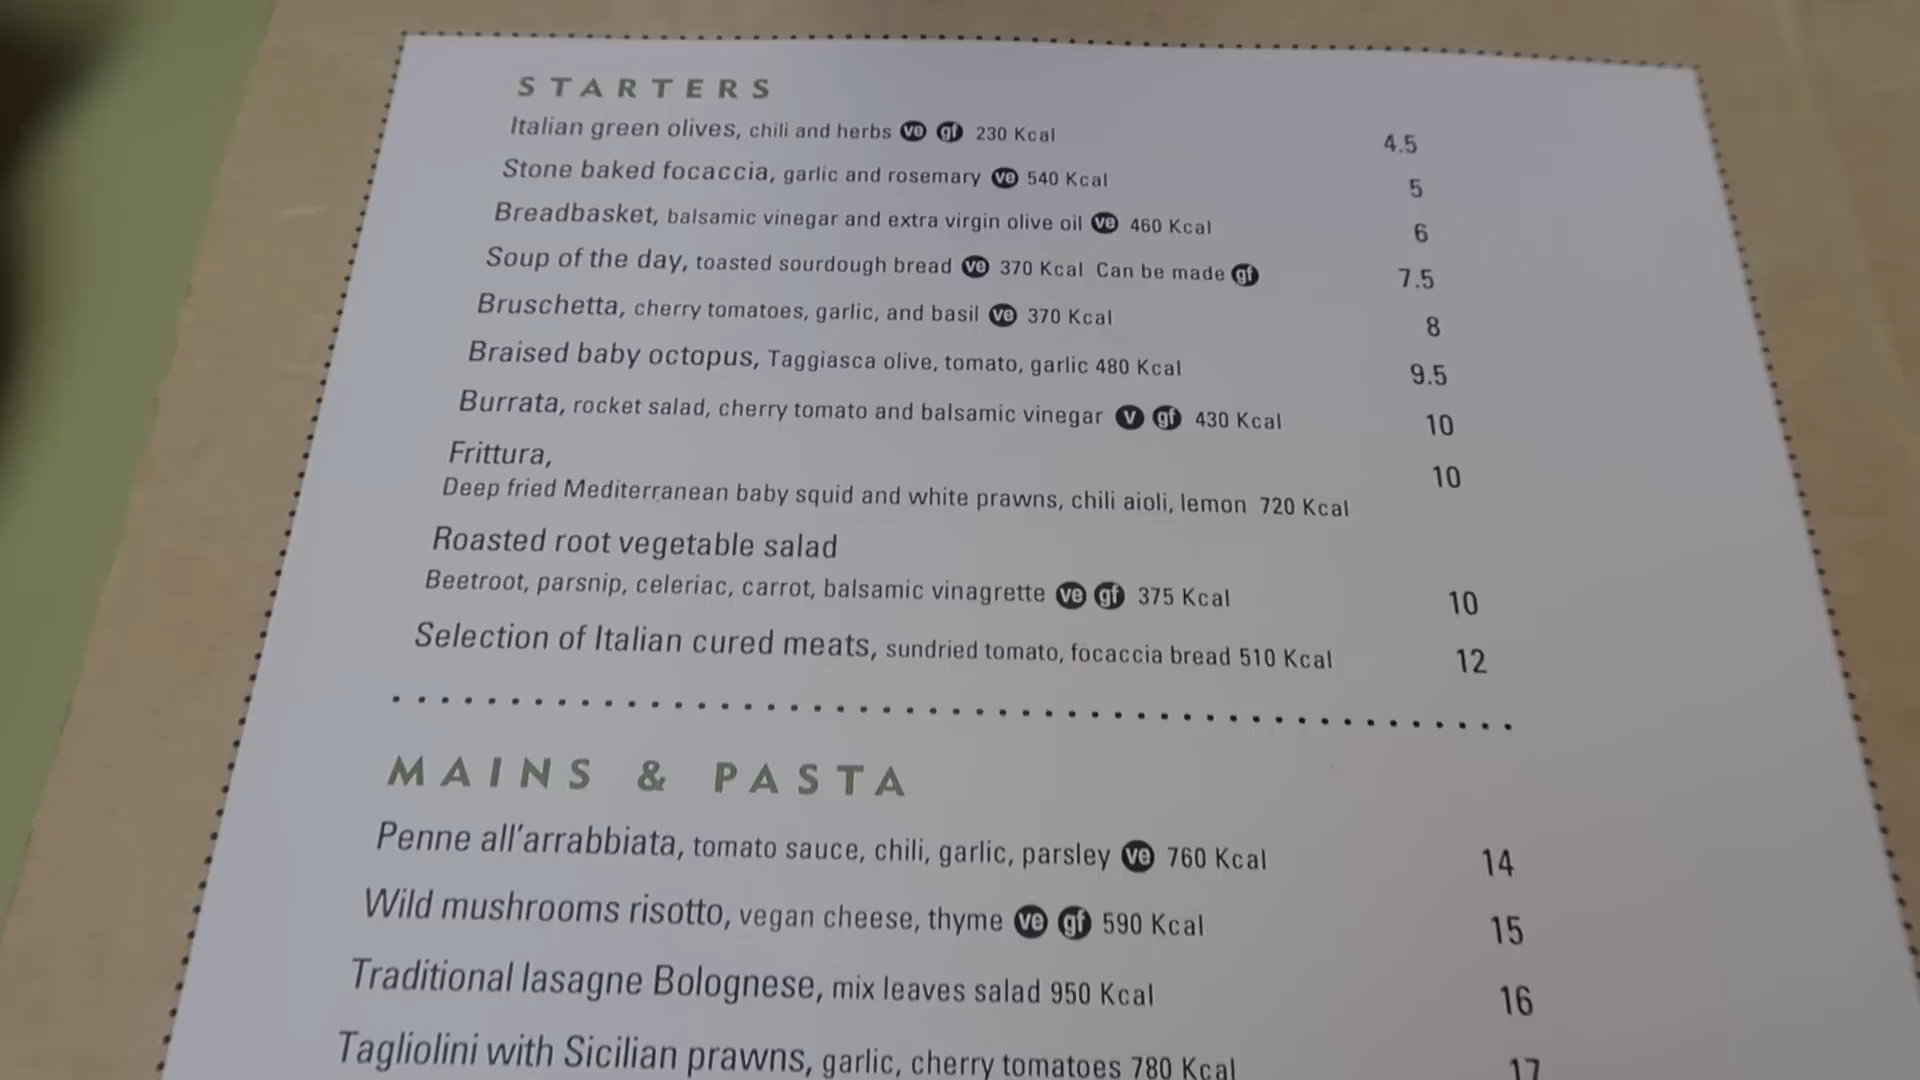 STARTERS
Italian green olives, chili and herbs ve gf 230 Kcal 4.5
Stone baked focaccia, garlic and rosemary ve 540 Kcal 5
Breadbasket, balsamic vinegar and extra virgin olive oil ve 460 Kcal 6
Soup of the day, toasted sourdough bread ve 370 Kcal Can be made gf 7.5
Bruschetta, cherry tomatoes, garlic, and basil ve 370 Kcal 8
Braised baby octopus, Taggiasca olive, tomato, garlic 480 Kcal 9.5
Burrata, rocket salad, cherry tomato and balsamic vinegar v gf 430 Kcal 10
Frittura, 10
Deep fried Mediterranean baby squid and white prawns, chili aioli, lemon 720 Kcal
Roasted root vegetable salad
Beetroot, parsnip, celeriac, carrot, balsamic vinagrette ve gf 375 Kcal 10
Selection of Italian cured meats, sundried tomato, focaccia bread 510 Kcal 12
MAINS & PASTA
Penne all'arrabbiata, tomato sauce, chili, garlic, parsley ve 760 Kcal 14
Wild mushrooms risotto, vegan cheese, thyme ve gf 590 Kcal 15
Traditional lasagne Bolognese, mix leaves salad 950 Kcal 16
Tagliolini with Sicilian prawns, garlic, cherry tomatoes 780 Kcal 17